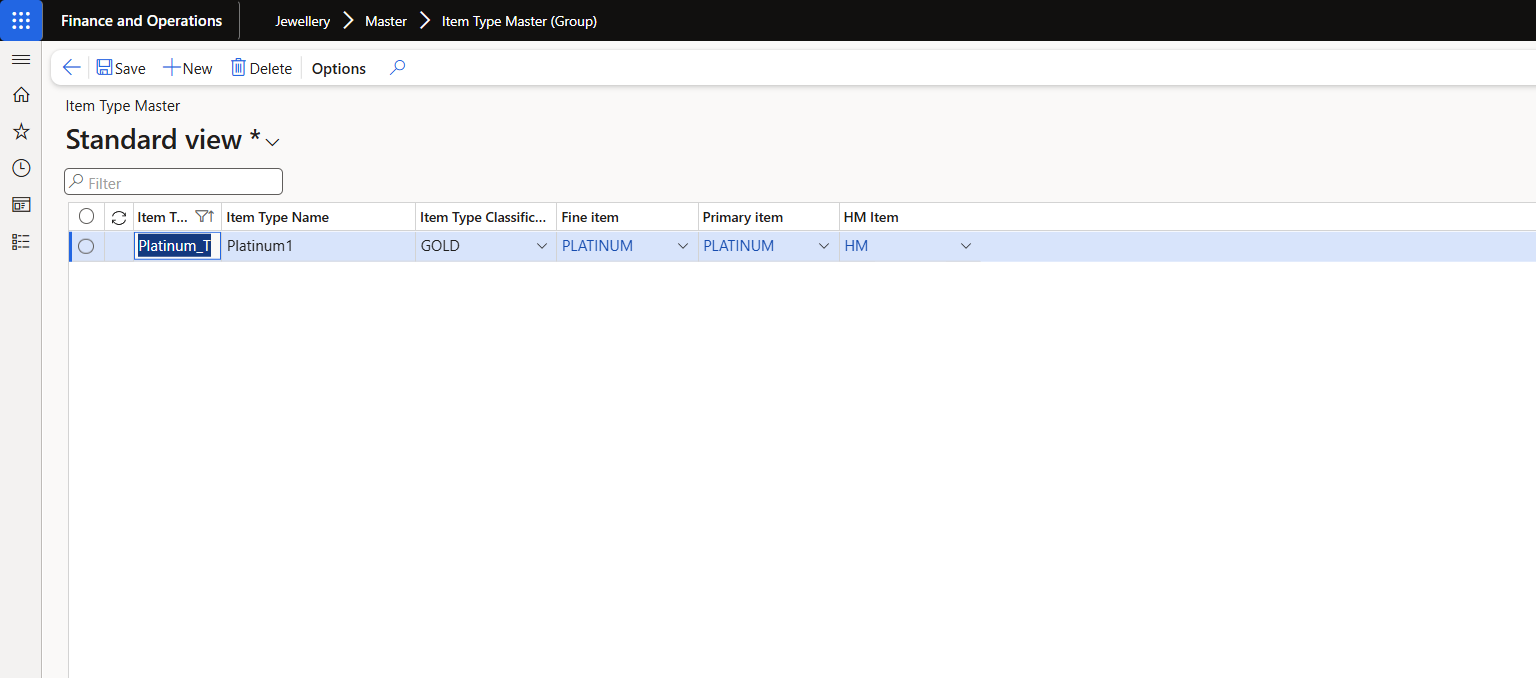 Finance and Operations Jewellery Master Item Type Master (Group)
Save New Delete Options
Item Type Master
Standard view *
Filter
Item T... Item Type Name Item Type Classific... Fine item Primary item HM Item
Platinum_T Platinum1 GOLD PLATINUM PLATINUM HM